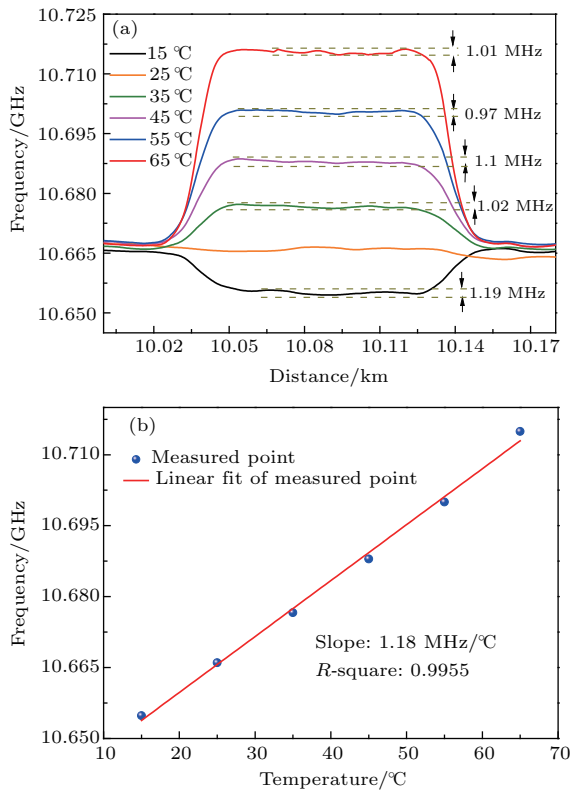 (a)
15 ℃
25 ℃
35 ℃
45 ℃
55 ℃
65 ℃
1.01 MHz
0.97 MHz
1.1 MHz
1.02 MHz
1.19 MHz
Frequency/GHz
10.725
10.710
10.695
10.680
10.665
10.650
10.02 10.05 10.08 10.11 10.14 10.17
Distance/km
(b)
Measured point
Linear fit of measured point
Slope: 1.18 MHz/℃
R-square: 0.9955
Frequency/GHz
10.710
10.695
10.680
10.665
10.650
10 20 30 40 50 60 70
Temperature/℃